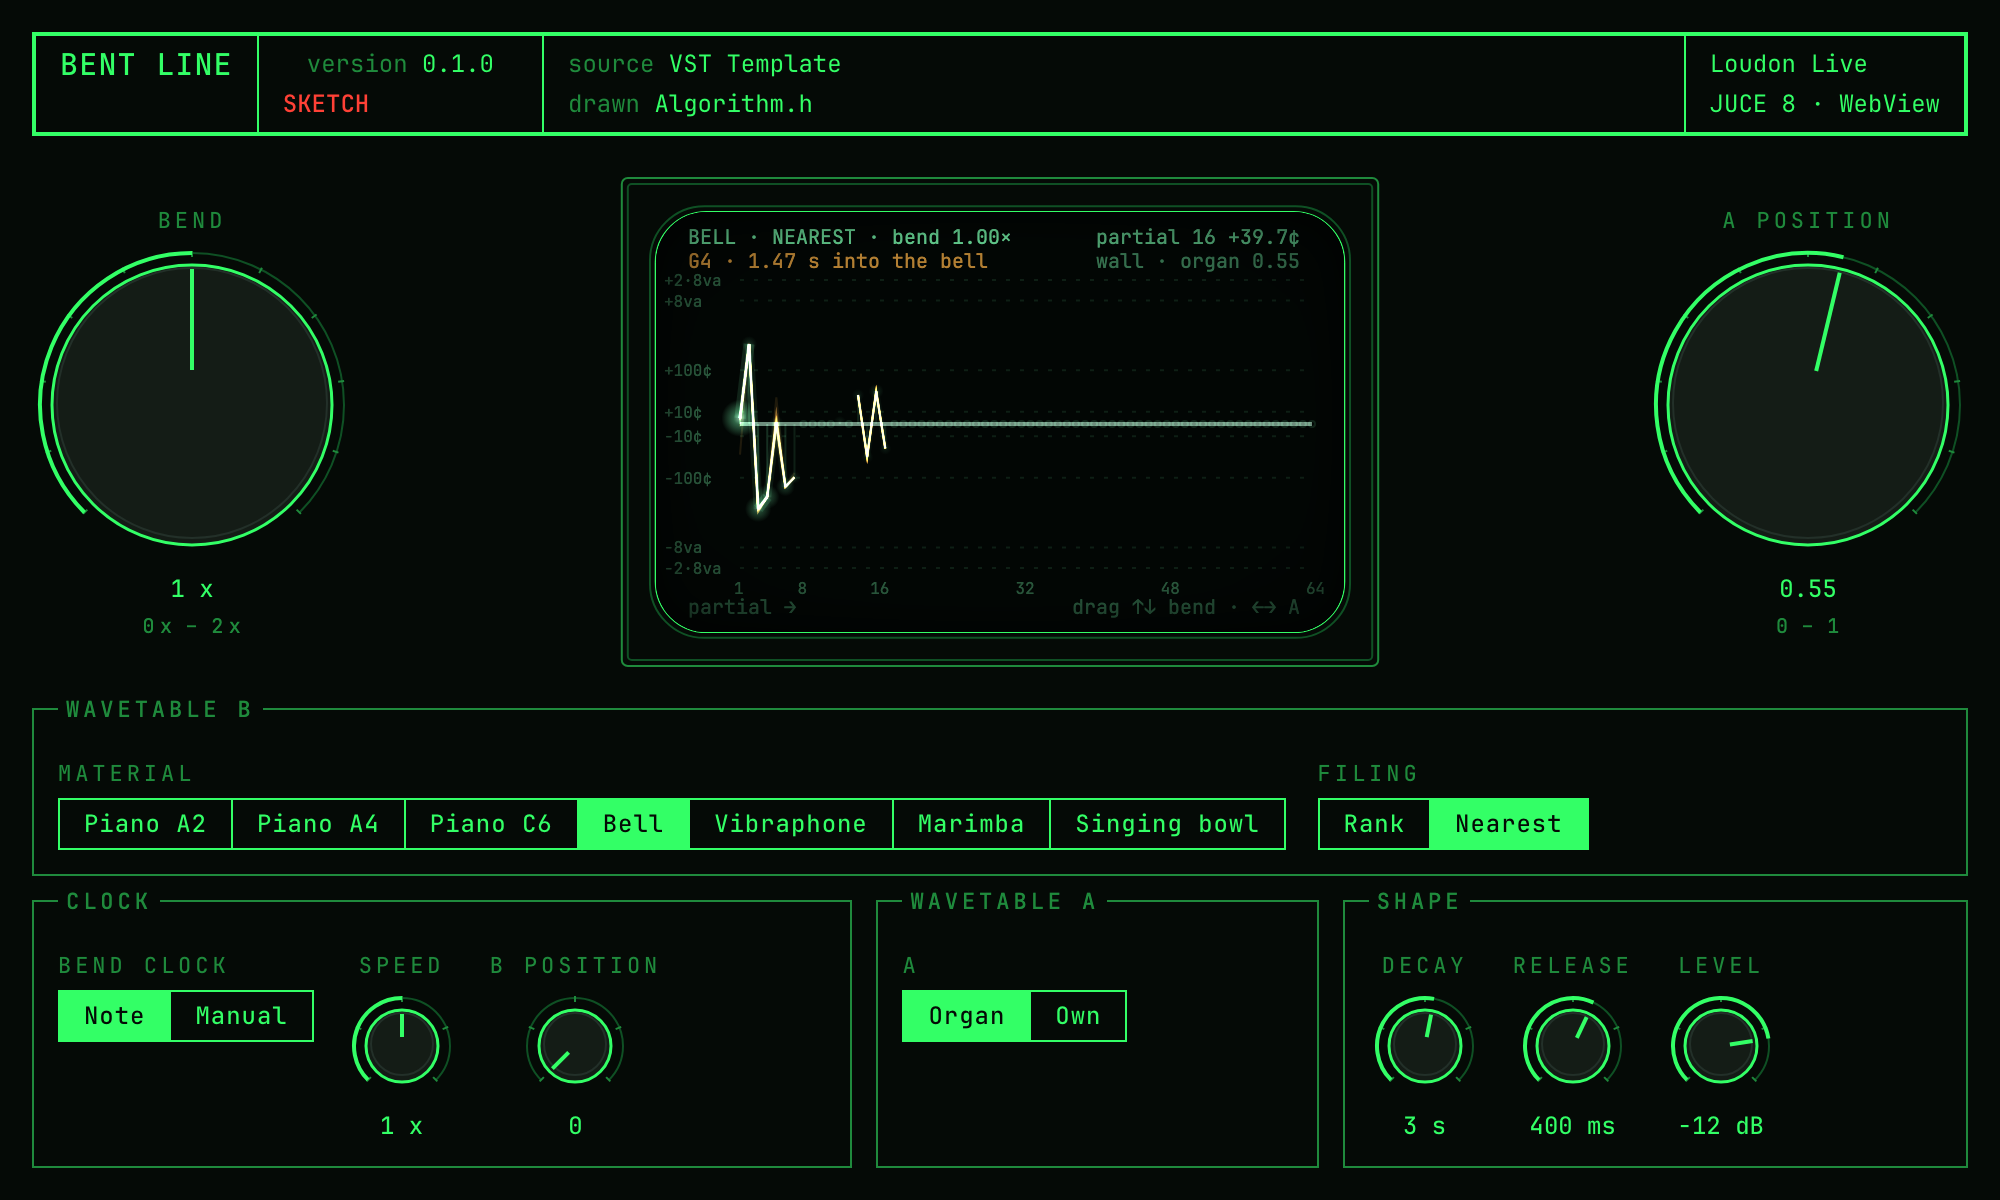 BENT LINE
version 0.1.0
SKETCH
source VST Template
drawn Algorithm.h
Loudon Live
JUCE 8 · WebView
BEND
1 x
0x – 2x
BELL · NEAREST · bend 1.00×
partial 16 +39.7¢
G4 · 1.47 s into the bell
wall · organ 0.55
+2·8va
+8va
+100¢
+10¢
-10¢
-100¢
-8va
-2·8va
1 8 16 32 48 64
partial →
drag ↑↓ bend · ↔ A
A POSITION
0.55
0 – 1
WAVETABLE B
MATERIAL
Piano A2 Piano A4 Piano C6 Bell Vibraphone Marimba Singing bowl
FILING
Rank Nearest
CLOCK
BEND CLOCK
Note Manual
SPEED
1 x
B POSITION
0
WAVETABLE A
A
Organ Own
SHAPE
DECAY
3 s
RELEASE
400 ms
LEVEL
-12 dB